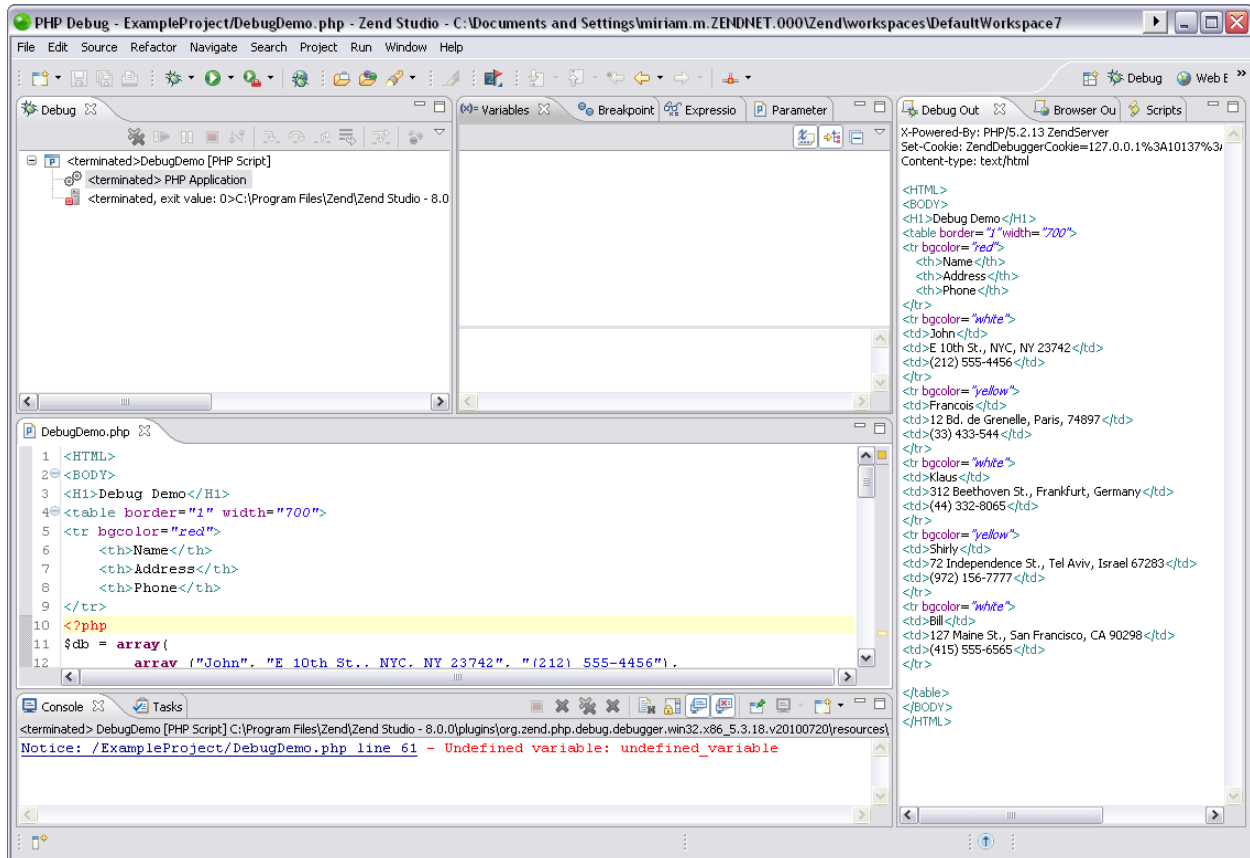 PHP Debug - ExampleProject/DebugDemo.php - Zend Studio - C:\Documents and Settings\miriam.m.ZENDNET.000\Zend\workspaces\DefaultWorkspace7
File Edit Source Refactor Navigate Search Project Run Window Help
Debug Web E
Debug
<terminated>DebugDemo [PHP Script]
<terminated> PHP Application
<terminated, exit value: 0>C:\Program Files\Zend\Zend Studio - 8.0
Variables Breakpoint Expressio Parameter
Debug Out Browser Ou Scripts
X-Powered-By: PHP/5.2.13 ZendServer
Set-Cookie: ZendDebuggerCookie=127.0.0.1%3A10137%3A
Content-type: text/html
<HTML>
<BODY>
<H1>Debug Demo</H1>
<table border="1"width="700">
<tr bgcolor="red">
<th>Name</th>
<th>Address</th>
<th>Phone</th>
</tr>
<tr bgcolor="white">
<td>John</td>
<td>E 10th St., NYC, NY 23742</td>
<td>(212) 555-4456</td>
</tr>
<tr bgcolor="yellow">
<td>Francois</td>
<td>12 Bd. de Grenelle, Paris, 74897</td>
<td>(33) 433-544</td>
</tr>
<tr bgcolor="white">
<td>Klaus</td>
<td>312 Beethoven St., Frankfurt, Germany</td>
<td>(44) 332-8065</td>
</tr>
<tr bgcolor="yellow">
<td>Shirly</td>
<td>72 Independence St., Tel Aviv, Israel 67283</td>
<td>(972) 156-7777</td>
</tr>
<tr bgcolor="white">
<td>Bill</td>
<td>127 Maine St., San Francisco, CA 90298</td>
<td>(415) 555-6565</td>
</tr>
</table>
</BODY>
</HTML>
DebugDemo.php
1 <HTML>
2 <BODY>
3 <H1>Debug Demo</H1>
4 <table border="1" width="700">
5 <tr bgcolor="red">
6 <th>Name</th>
7 <th>Address</th>
8 <th>Phone</th>
9 </tr>
10 <?php
11 $db = array(
12 array ("John", "E 10th St., NYC, NY 23742", "(212) 555-4456"),
Console Tasks
<terminated> DebugDemo [PHP Script] C:\Program Files\Zend\Zend Studio - 8.0.0\plugins\org.zend.php.debug.debugger.win32.x86_5.3.18.v20100720\resources\
Notice: /ExampleProject/DebugDemo.php line 61 - Undefined variable: undefined_variable